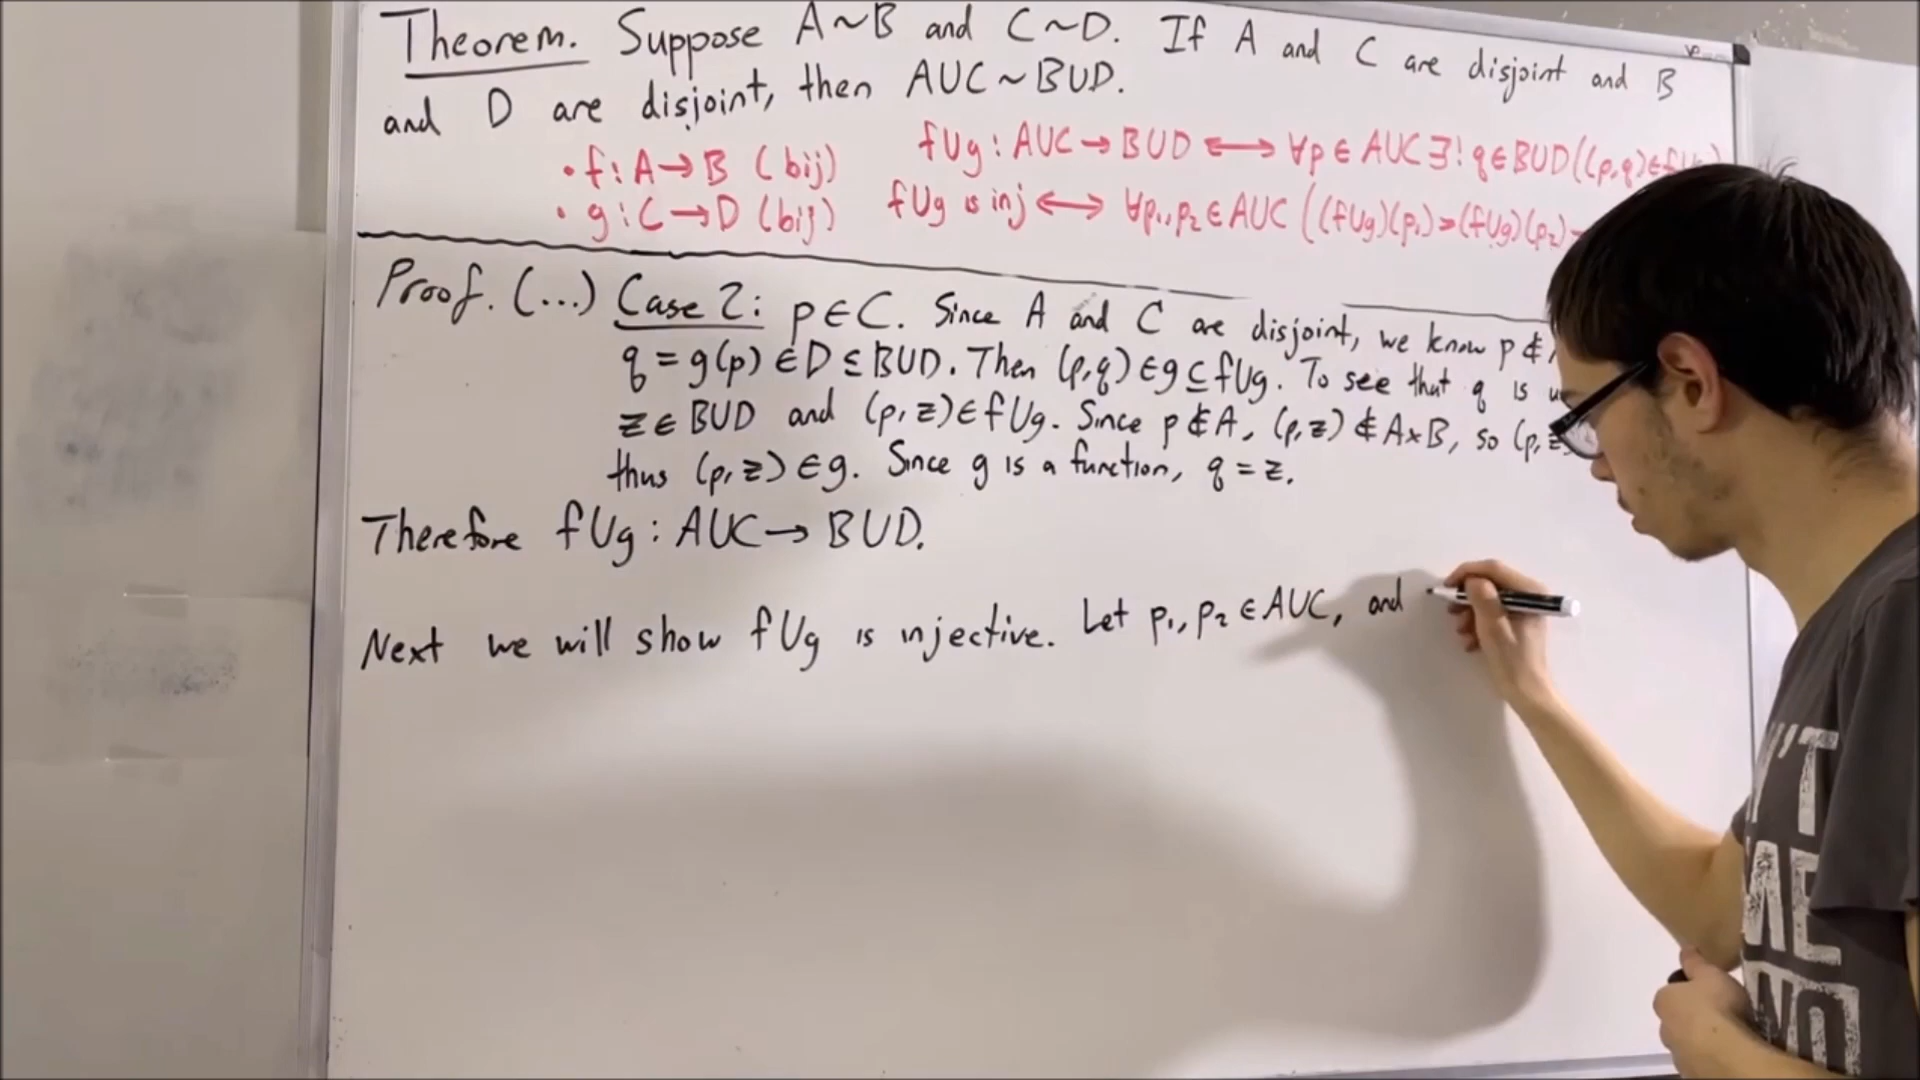 Theorem. Suppose A~B and C~D. If A and C are disjoint and B
and D are disjoint, then AUC~BUD.
• f: A→B (bij)
• g: C→D (bij)
fUg : AUC→BUD ⟷ ∀p∈AUC ∃! q∈BUD((p,q)∈fUg)
fUg is inj ⟷ ∀p₁,p₂∈AUC ((fUg)(p₁)=(fUg)(p₂)→
Proof. (...) Case 2: p∈C. Since A and C are disjoint, we know p∉
q = g(p) ∈ D ⊆ BUD. Then (p,q) ∈ g ⊆ fUg. To see that q is
z ∈ BUD and (p,z) ∈ fUg. Since p∉A, (p,z) ∉ A×B, so (p,z
thus (p,z) ∈ g. Since g is a function, q = z.
Therefore fUg : AUC → BUD.
Next we will show fUg is injective. Let p₁, p₂ ∈ AUC, and